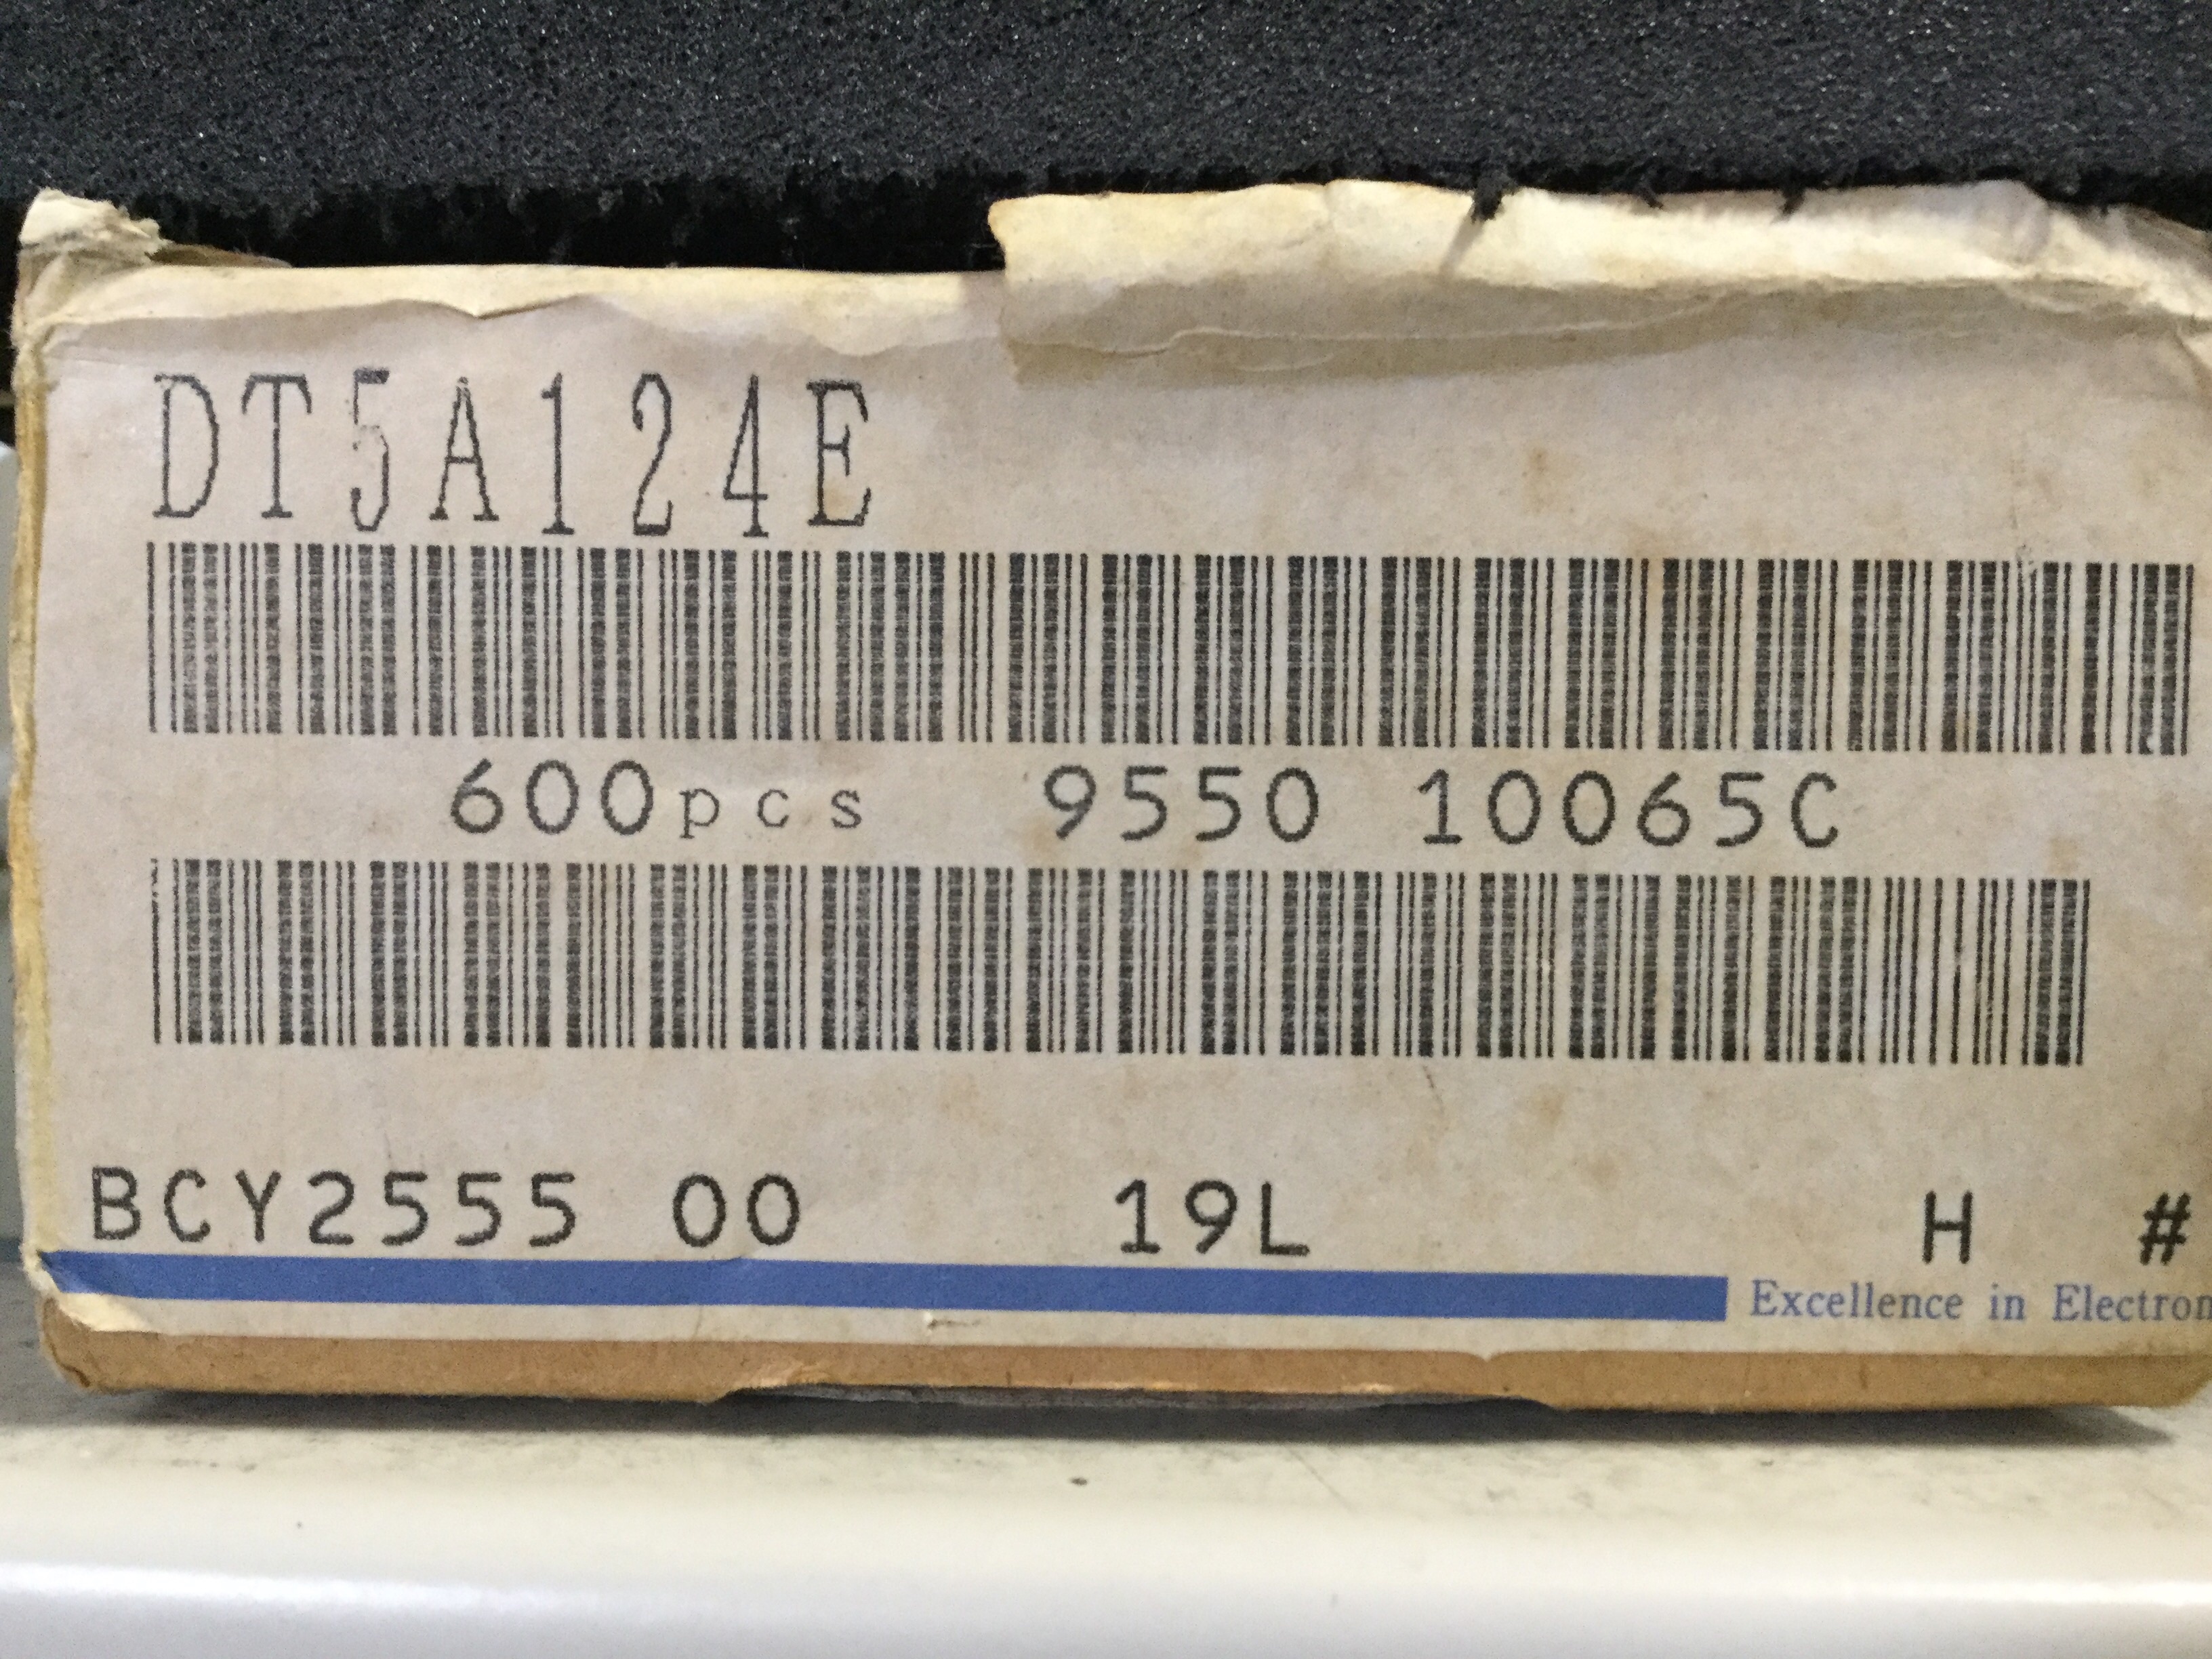 DT5A124E
600pcs 9550 10065C
BCY2555 00 19L H #
Excellence in Electron